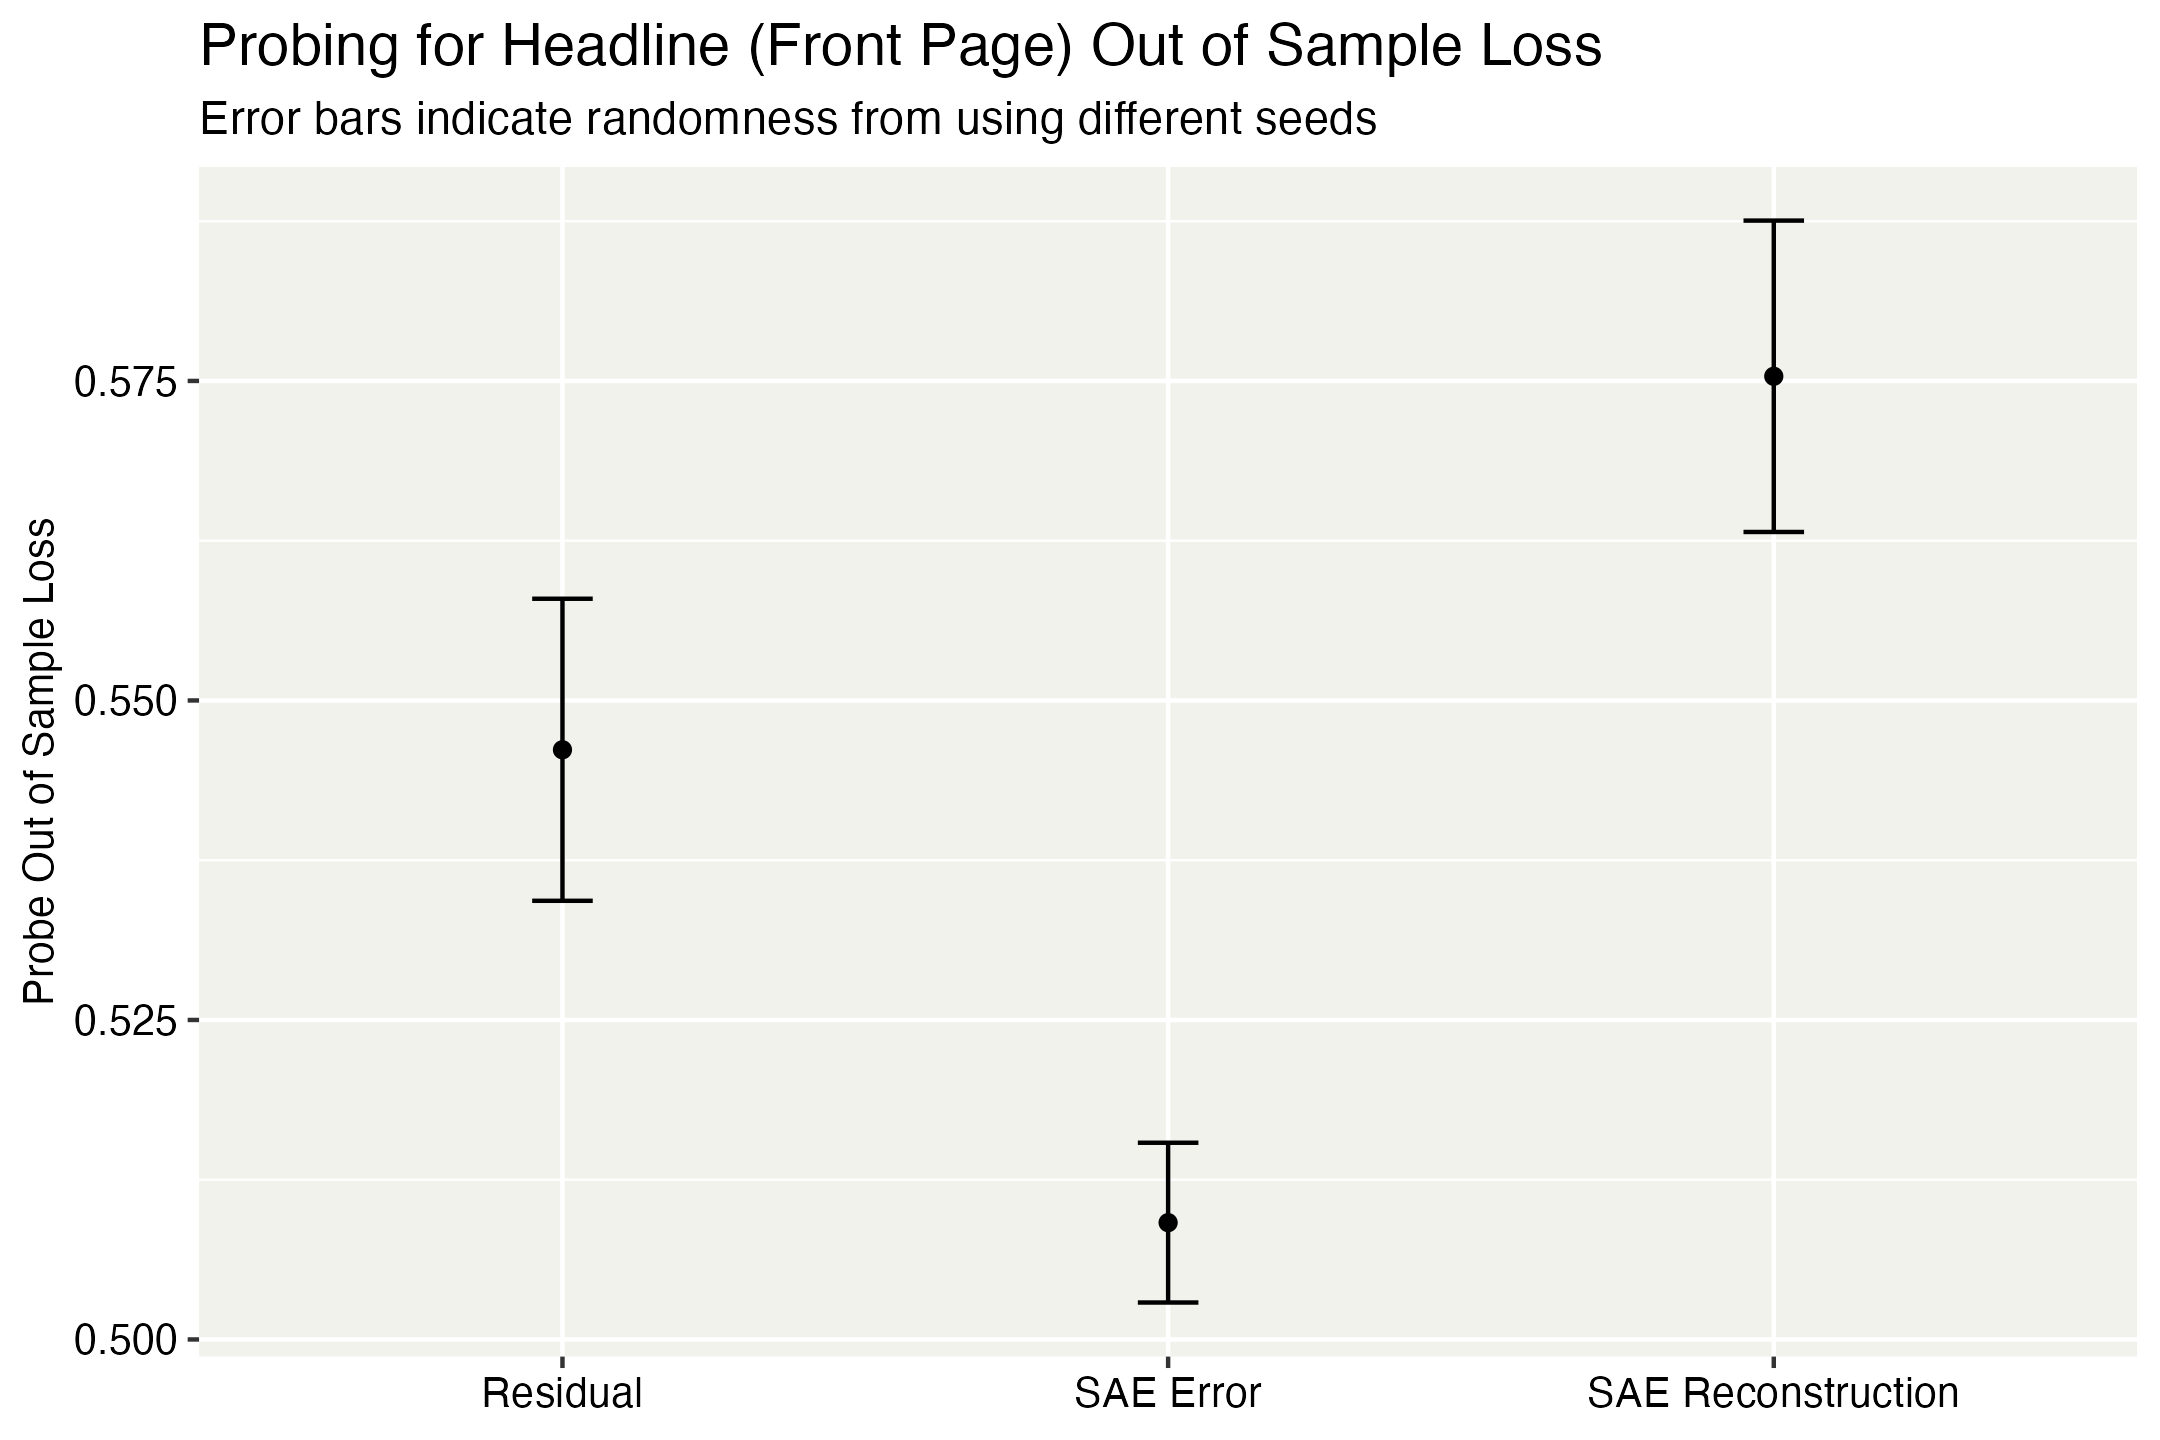 Probing for Headline (Front Page) Out of Sample Loss
Error bars indicate randomness from using different seeds
Probe Out of Sample Loss
0.575
0.550
0.525
0.500
Residual
SAE Error
SAE Reconstruction